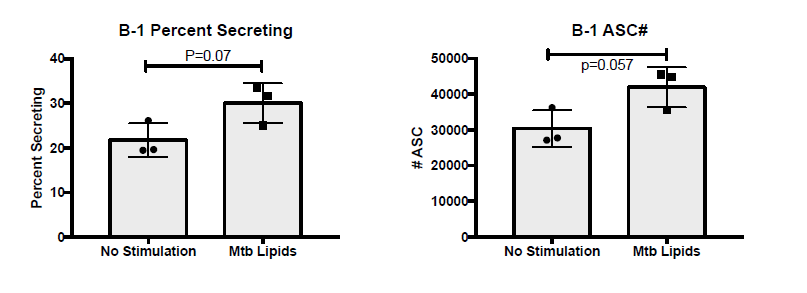 B-1 Percent Secreting
P=0.07
40
30
20
10
0
Percent Secreting
No Stimulation
Mtb Lipids
B-1 ASC#
p=0.057
50000
40000
30000
20000
10000
0
# ASC
No Stimulation
Mtb Lipids